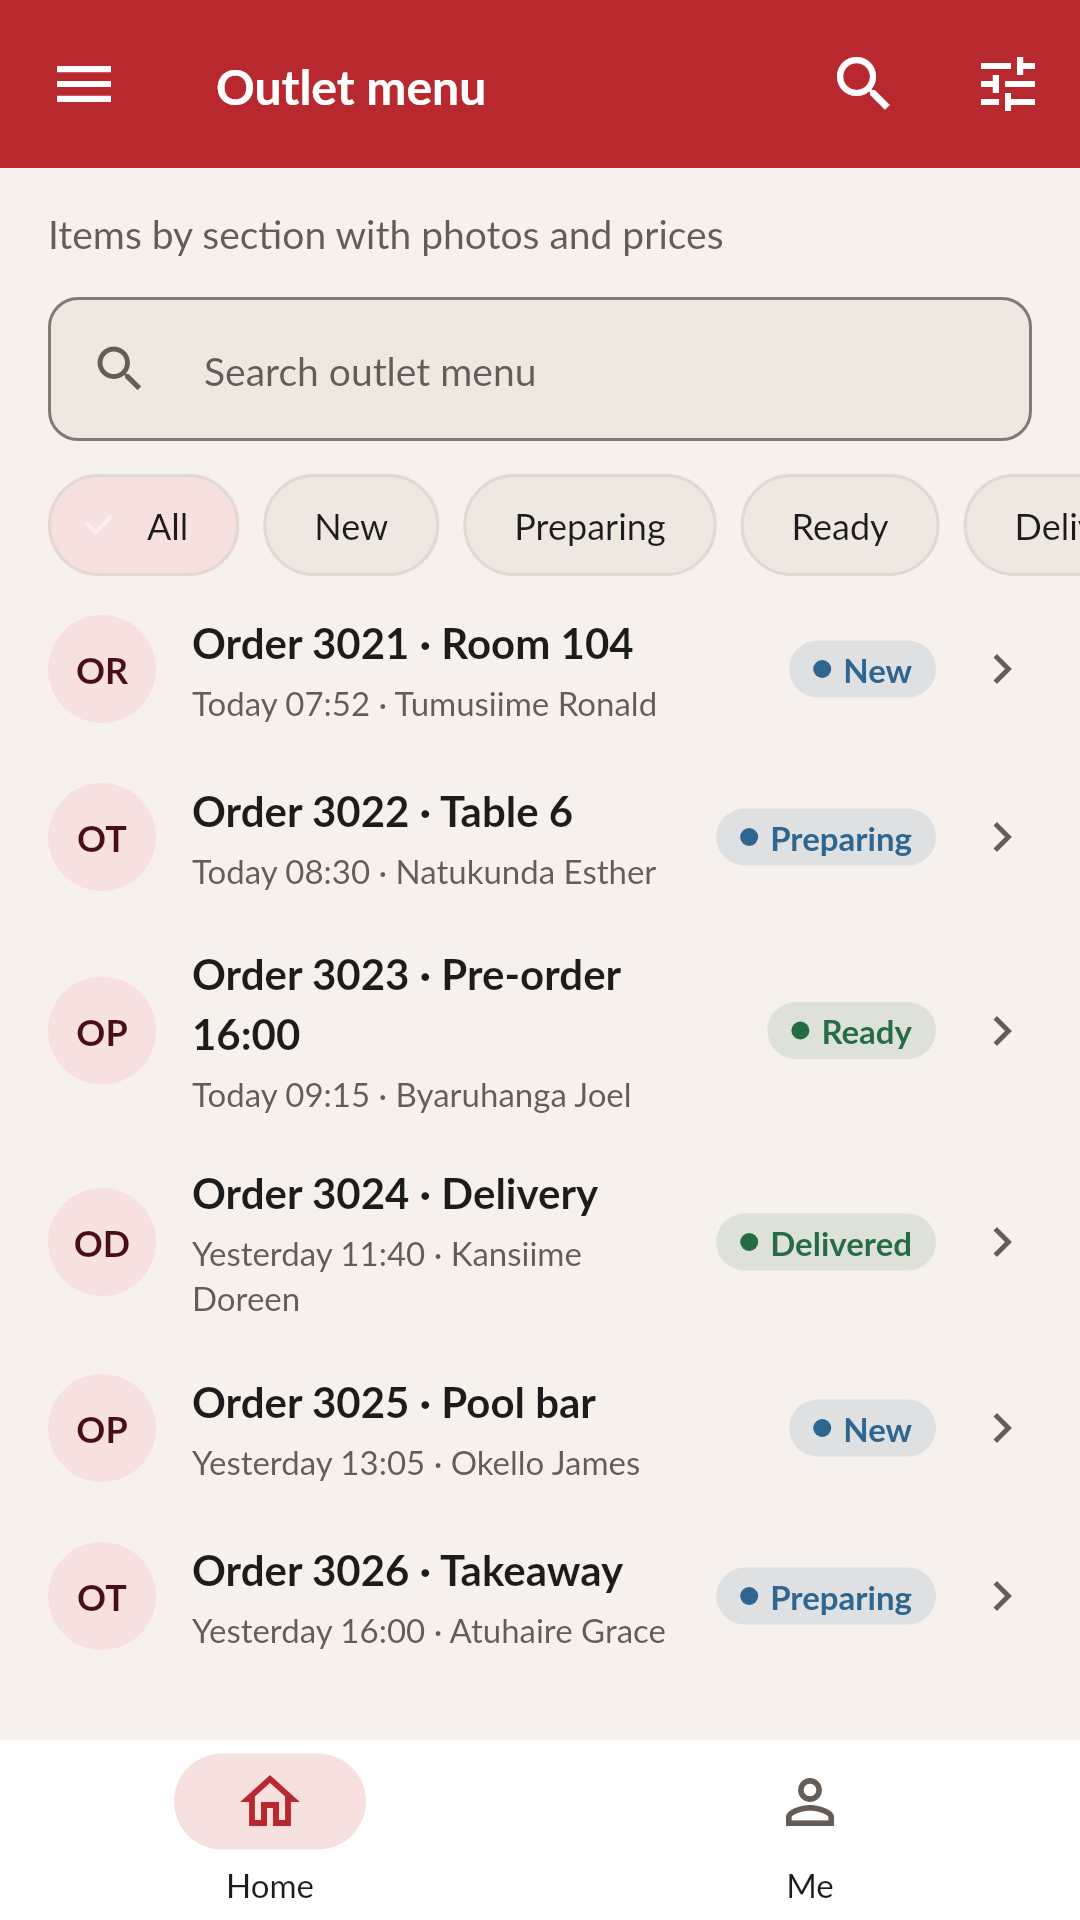 Outlet menu
Items by section with photos and prices
Search outlet menu
All
New
Preparing
Ready
Deliv
OR
Order 3021 · Room 104
Today 07:52 · Tumusiime Ronald
New
OT
Order 3022 · Table 6
Today 08:30 · Natukunda Esther
Preparing
OP
Order 3023 · Pre-order
16:00
Today 09:15 · Byaruhanga Joel
Ready
OD
Order 3024 · Delivery
Yesterday 11:40 · Kansiime
Doreen
Delivered
OP
Order 3025 · Pool bar
Yesterday 13:05 · Okello James
New
OT
Order 3026 · Takeaway
Yesterday 16:00 · Atuhaire Grace
Preparing
Home
Me